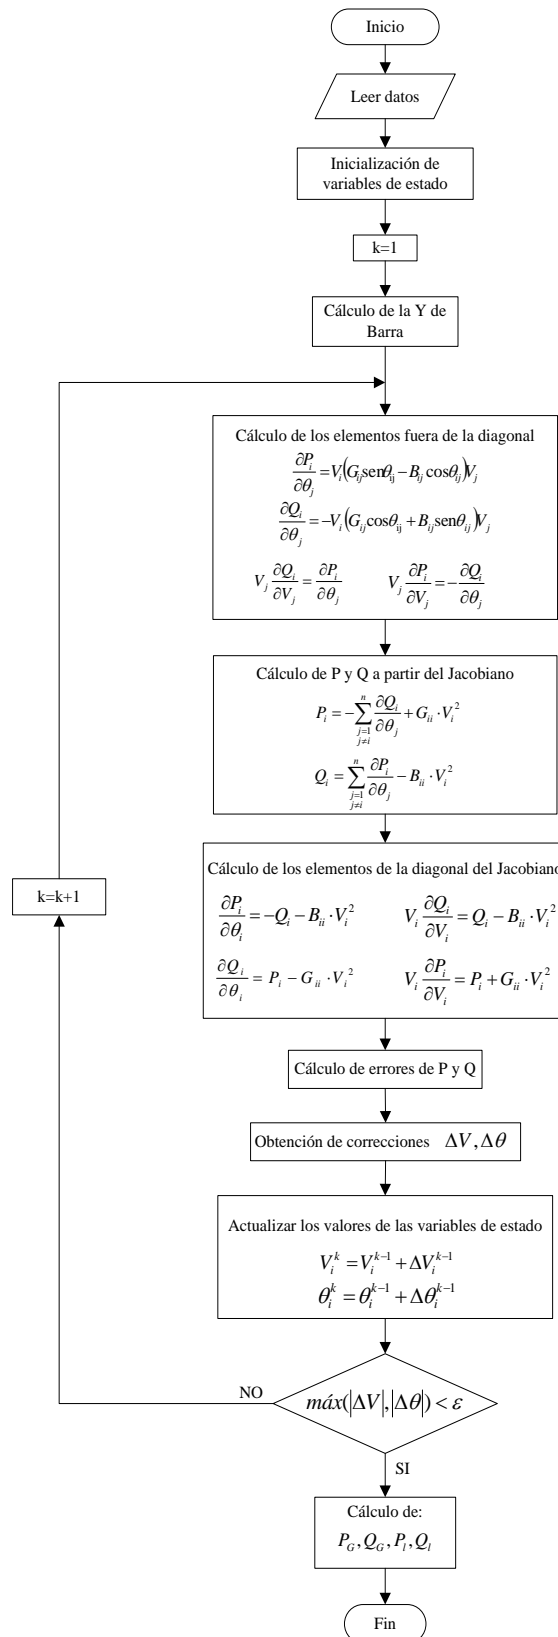 Inicio
Leer datos
Inicialización de
variables de estado
k=1
Cálculo de la Y de
Barra
Cálculo de los elementos fuera de la diagonal
∂P_i/∂θ_j = V_i(G_ij senθ_ij − B_ij cosθ_ij)V_j
∂Q_i/∂θ_j = −V_i(G_ij cosθ_ij + B_ij senθ_ij)V_j
V_j ∂Q_i/∂V_j = ∂P_i/∂θ_j    V_j ∂P_i/∂V_j = −∂Q_i/∂θ_j
Cálculo de P y Q a partir del Jacobiano
P_i = −∑_{j=1, j≠i}^{n} ∂Q_i/∂θ_j + G_ii · V_i^2
Q_i = ∑_{j=1, j≠i}^{n} ∂P_i/∂θ_j − B_ii · V_i^2
Cálculo de los elementos de la diagonal del Jacobiano
∂P_i/∂θ_i = −Q_i − B_ii · V_i^2    V_i ∂Q_i/∂V_i = Q_i − B_ii · V_i^2
∂Q_i/∂θ_i = P_i − G_ii · V_i^2    V_i ∂P_i/∂V_i = P_i + G_ii · V_i^2
k=k+1
Cálculo de errores de P y Q
Obtención de correcciones ΔV, Δθ
Actualizar los valores de las variables de estado
V_i^k = V_i^{k−1} + ΔV_i^{k−1}
θ_i^k = θ_i^{k−1} + Δθ_i^{k−1}
NO
máx(|ΔV|,|Δθ|) < ε
SI
Cálculo de:
P_G, Q_G, P_l, Q_l
Fin